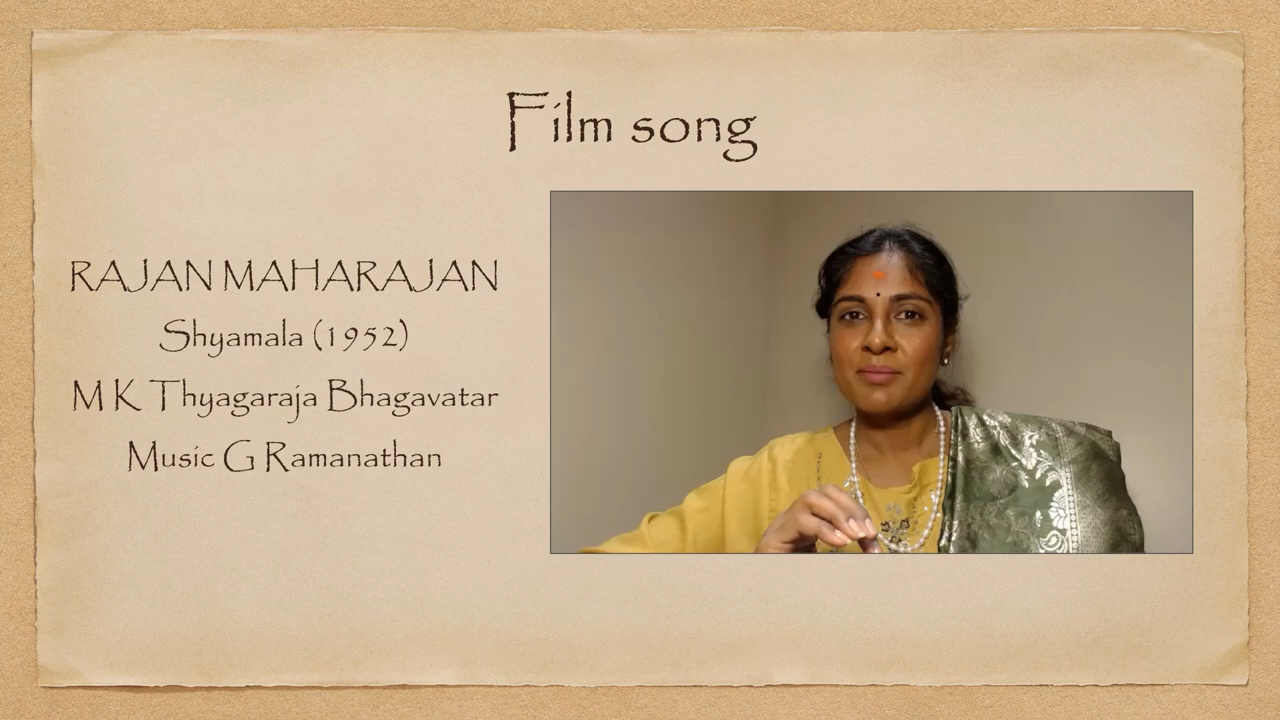 Film song
RAJAN MAHARAJAN
Shyamala (1952)
M K Thyagaraja Bhagavatar
Music G Ramanathan